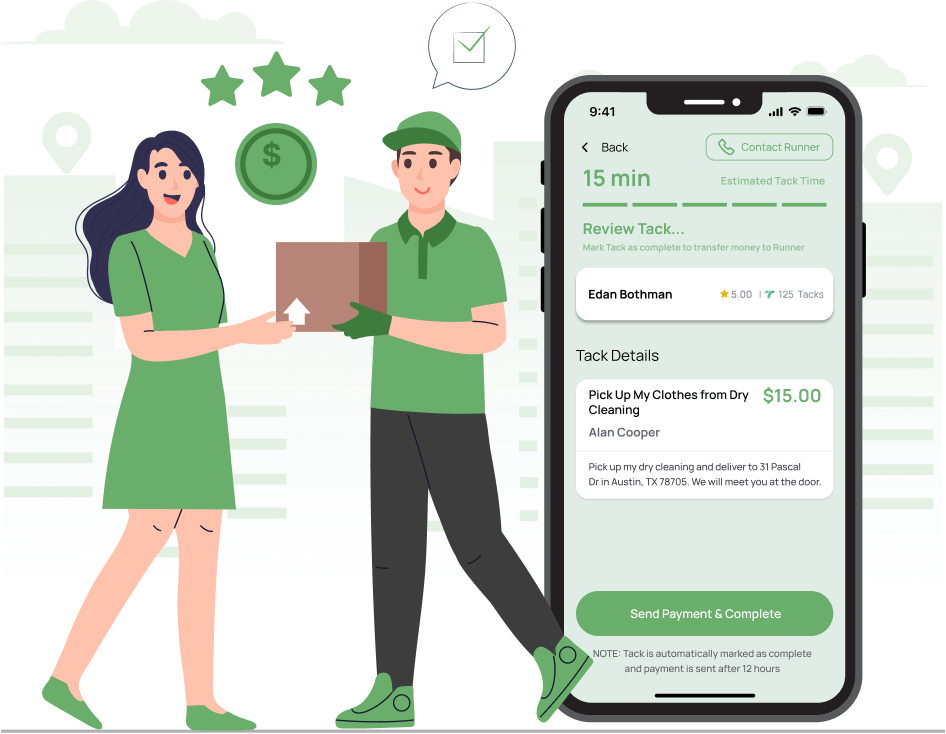 $
9:41
Back
Contact Runner
15 min
Estimated Tack Time
Review Tack...
Mark Tack as complete to transfer money to Runner
Edan Bothman
5.00 | 125 Tacks
Tack Details
Pick Up My Clothes from Dry
Cleaning
$15.00
Alan Cooper
Pick up my dry cleaning and deliver to 31 Pascal
Dr in Austin, TX 78705. We will meet you at the door.
Send Payment & Complete
NOTE: Tack is automatically marked as complete
and payment is sent after 12 hours